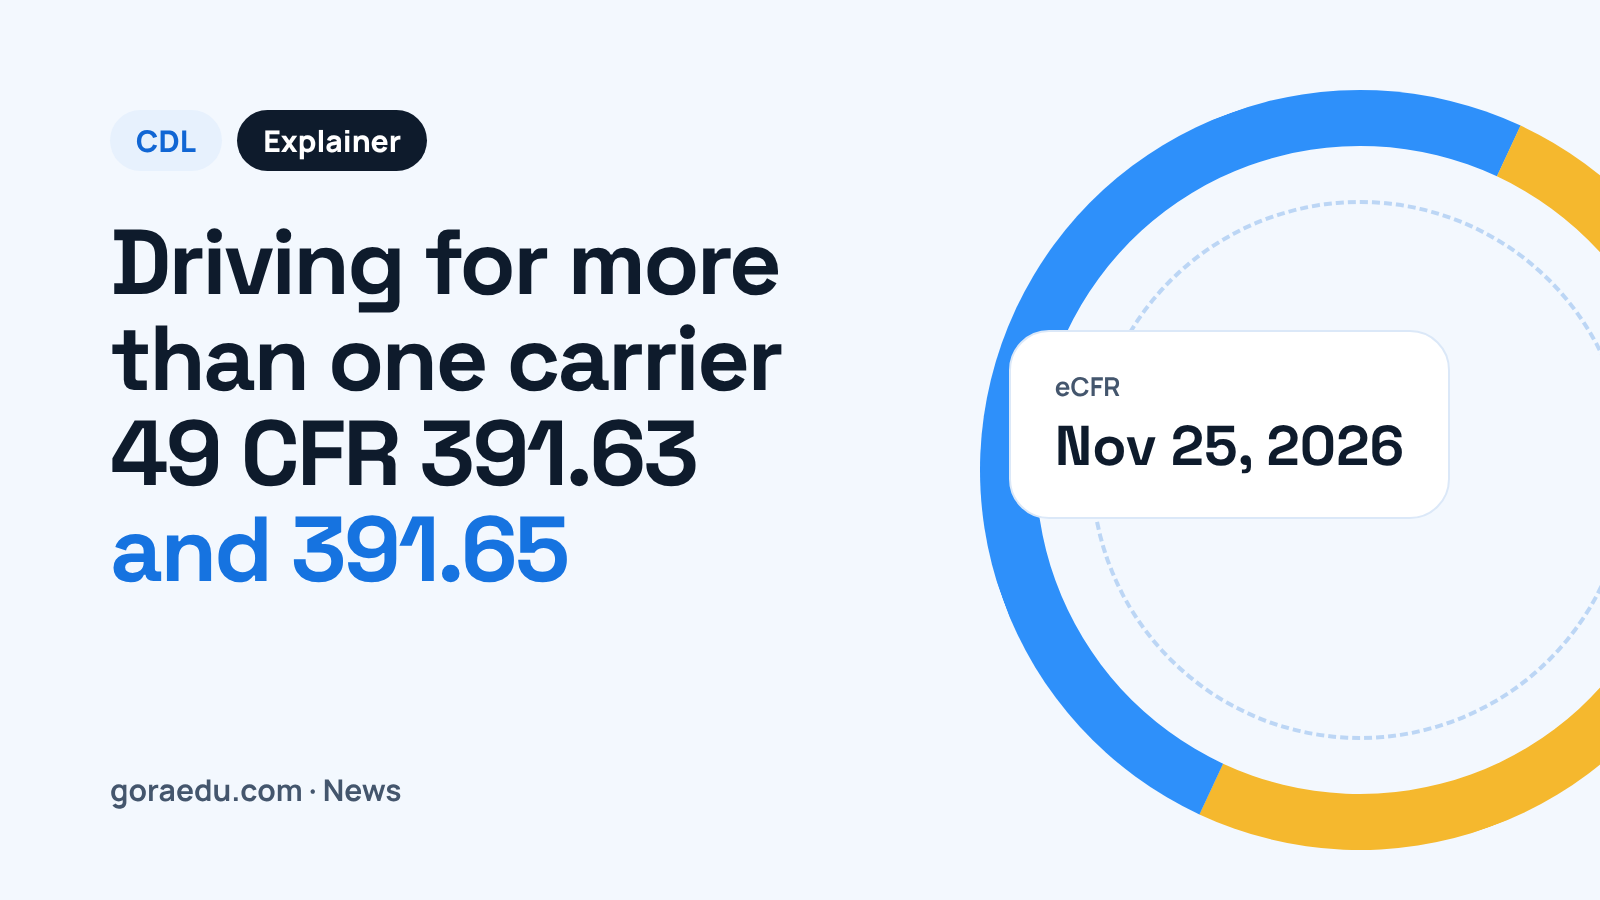 CDL
Explainer
Driving for more
than one carrier
49 CFR 391.63
and 391.65
eCFR
Nov 25, 2026
goraedu.com · News